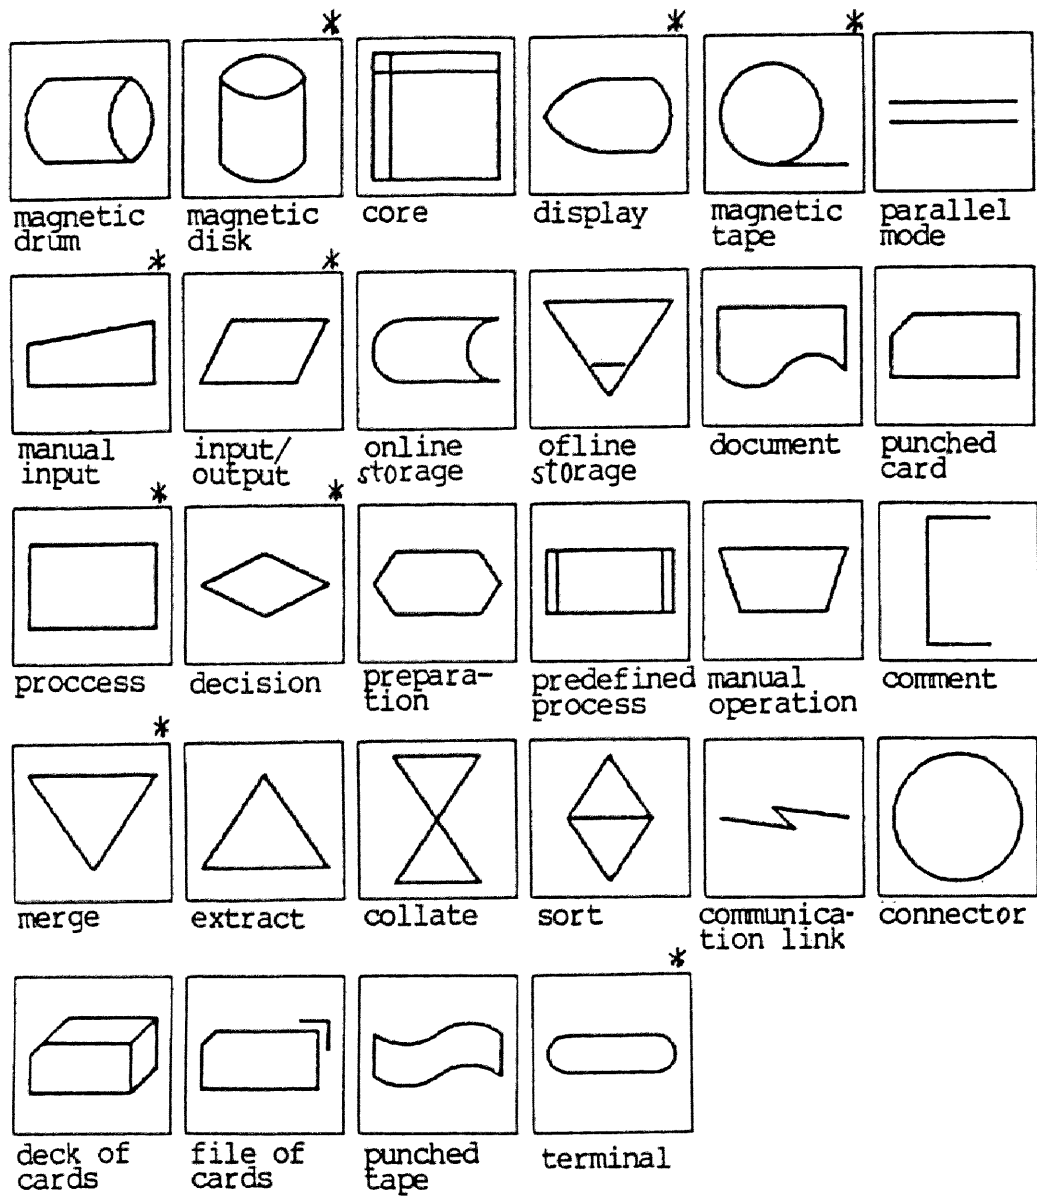 * * *
magnetic drum
magnetic disk
core
display
magnetic tape
parallel mode
* *
manual input
input/ output
online storage
ofline storage
document
punched card
* *
proccess
decision
prepara- tion
predefined process
manual operation
comment
*
merge
extract
collate
sort
communica- tion link
connector
*
deck of cards
file of cards
punched tape
terminal